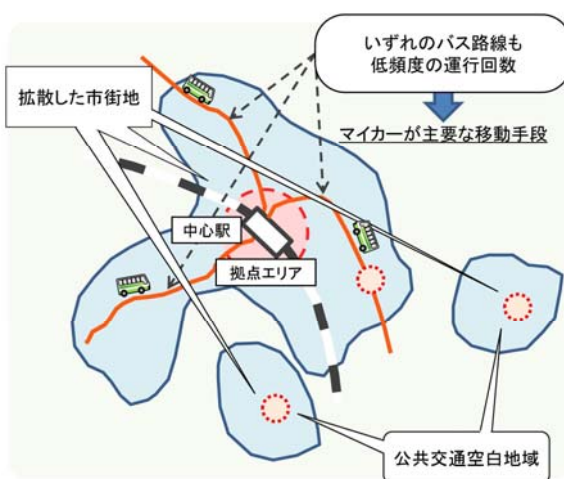 いずれのバス路線も
低頻度の運行回数
マイカーが主要な移動手段
拡散した市街地
中心駅
拠点エリア
公共交通空白地域